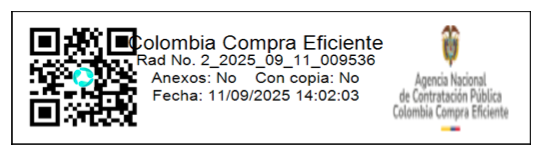 Colombia Compra Eficiente
Rad No. 2_2025_09_11_009536
Anexos: No Con copia: No
Fecha: 11/09/2025 14:02:03
Agencia Nacional
de Contratación Pública
Colombia Compra Eficiente